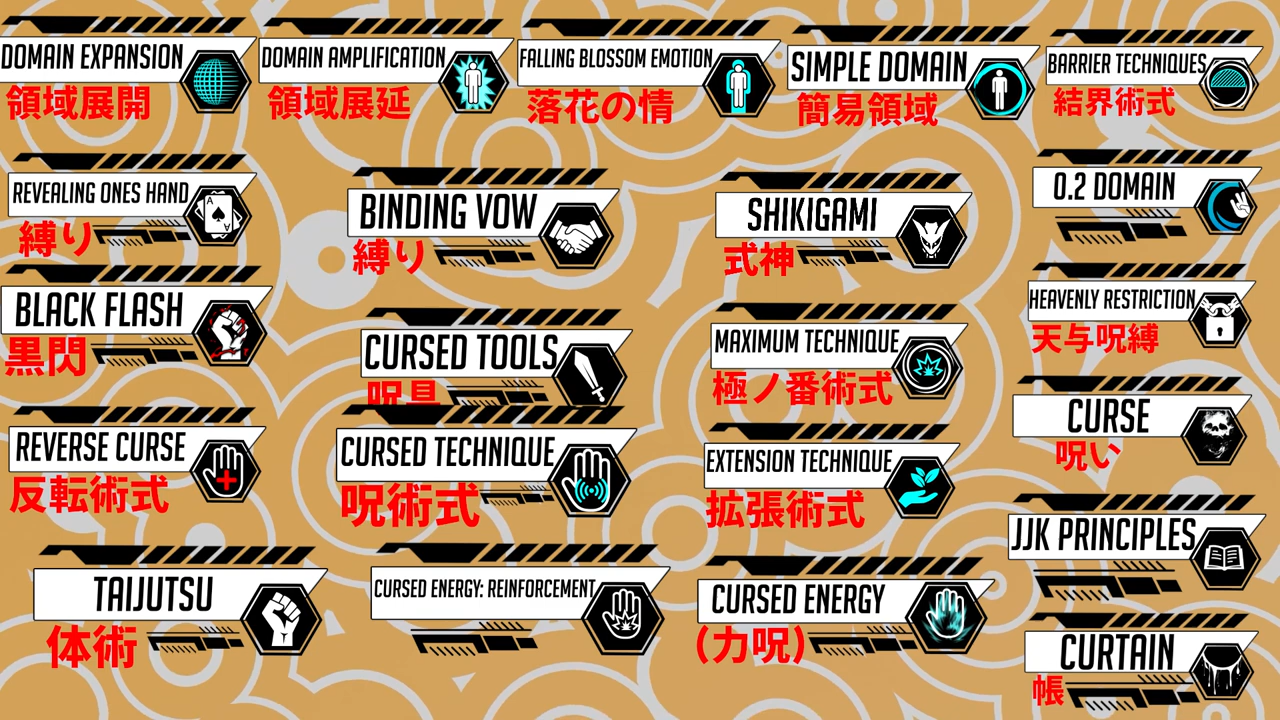 DOMAIN EXPANSION
領域展開
DOMAIN AMPLIFICATION
領域展延
FALLING BLOSSOM EMOTION
落花の情
SIMPLE DOMAIN
簡易領域
BARRIER TECHNIQUES
結界術式
REVEALING ONES HAND
縛り
BINDING VOW
縛り
SHIKIGAMI
式神
0.2 DOMAIN
BLACK FLASH
黒閃
CURSED TOOLS
呪具
MAXIMUM TECHNIQUE
極ノ番術式
HEAVENLY RESTRICTION
天与呪縛
REVERSE CURSE
反転術式
CURSED TECHNIQUE
呪術式
EXTENSION TECHNIQUE
拡張術式
CURSE
呪い
JJK PRINCIPLES
TAIJUTSU
体術
CURSED ENERGY: REINFORCEMENT
CURSED ENERGY
(力呪)
CURTAIN
帳
A
A